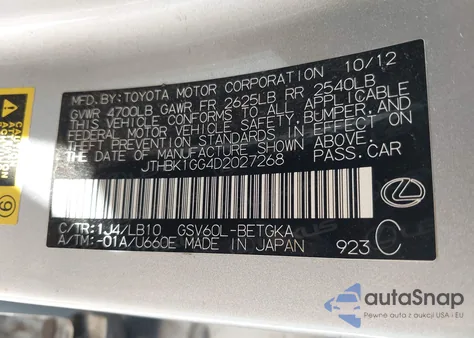 10/12
MFD.BY: TOYOTA MOTOR CORPORATION
GVWR 4700LB GAWR FR 2625LB RR 2540LB
THIS VEHICLE CONFORMS TO ALL APPLICABLE
FEDERAL MOTOR VEHICLE SAFETY, BUMPER, AND
THEFT PREVENTION STANDARDS IN EFFECT ON
THE DATE OF MANUFACTURE SHOWN ABOVE.
JTHBK1GG4D2027268 PASS.CAR
C/TR:1J4/LB10 GSV60L-BETGKA
A/TM:-01A/U660E MADE IN JAPAN
923 C
autoSnap
Pewne auta z USA i EU